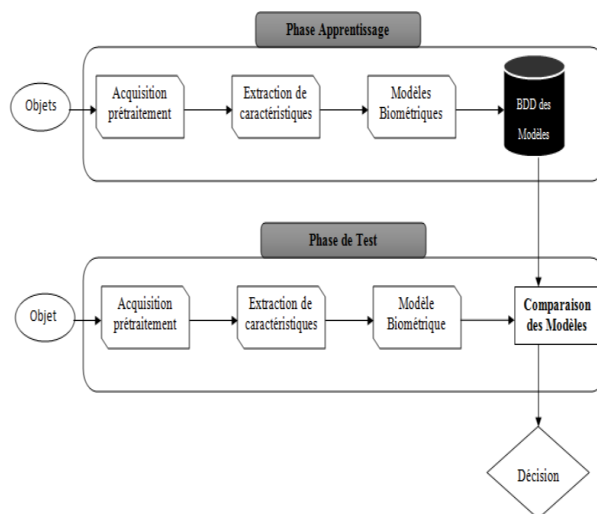 Phase Apprentissage
Objets
Acquisition
prétraitement
Extraction de
caractéristiques
Modèles
Biométriques
BDD des
Modèles
Phase de Test
Objet
Acquisition
prétraitement
Extraction de
caractéristiques
Modèle
Biométrique
Comparaison
des Modèles
Décision